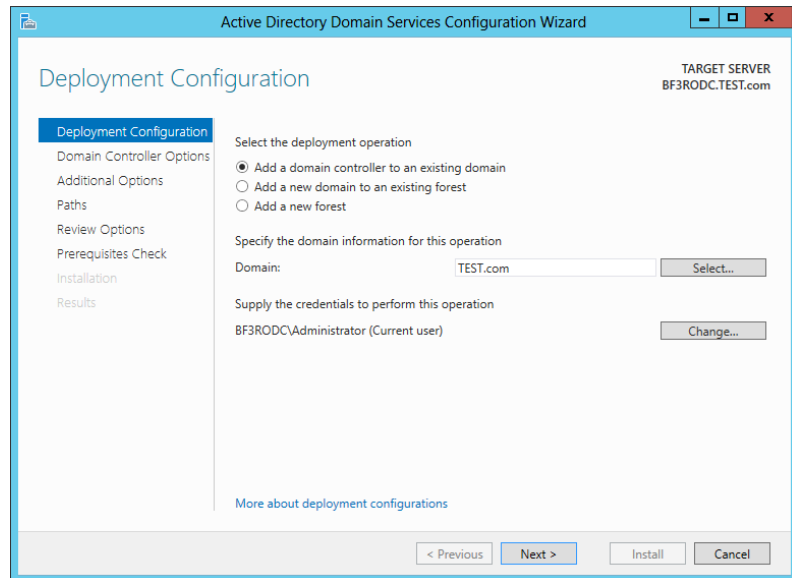 Active Directory Domain Services Configuration Wizard
Deployment Configuration
TARGET SERVER
BF3RODC.TEST.com
Deployment Configuration
Domain Controller Options
Additional Options
Paths
Review Options
Prerequisites Check
Installation
Results
Select the deployment operation
Add a domain controller to an existing domain
Add a new domain to an existing forest
Add a new forest
Specify the domain information for this operation
Domain: TEST.com Select...
Supply the credentials to perform this operation
BF3RODC\Administrator (Current user) Change...
More about deployment configurations
< Previous Next > Install Cancel